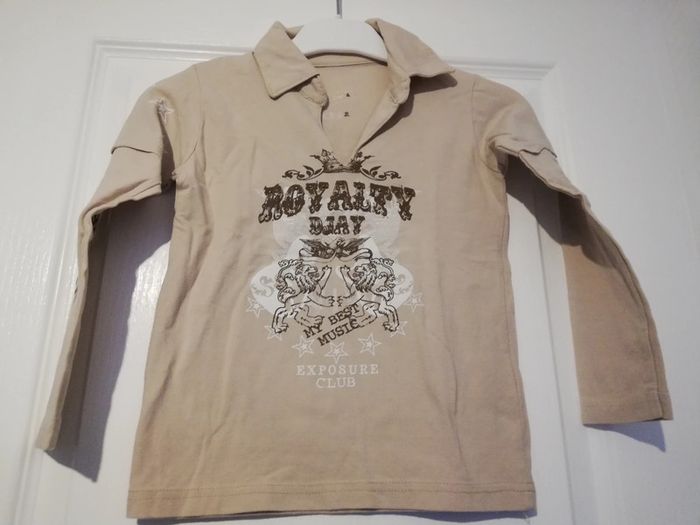 ROYALTY
DJAY
MY BEST
MUSIC
EXPOSURE
CLUB